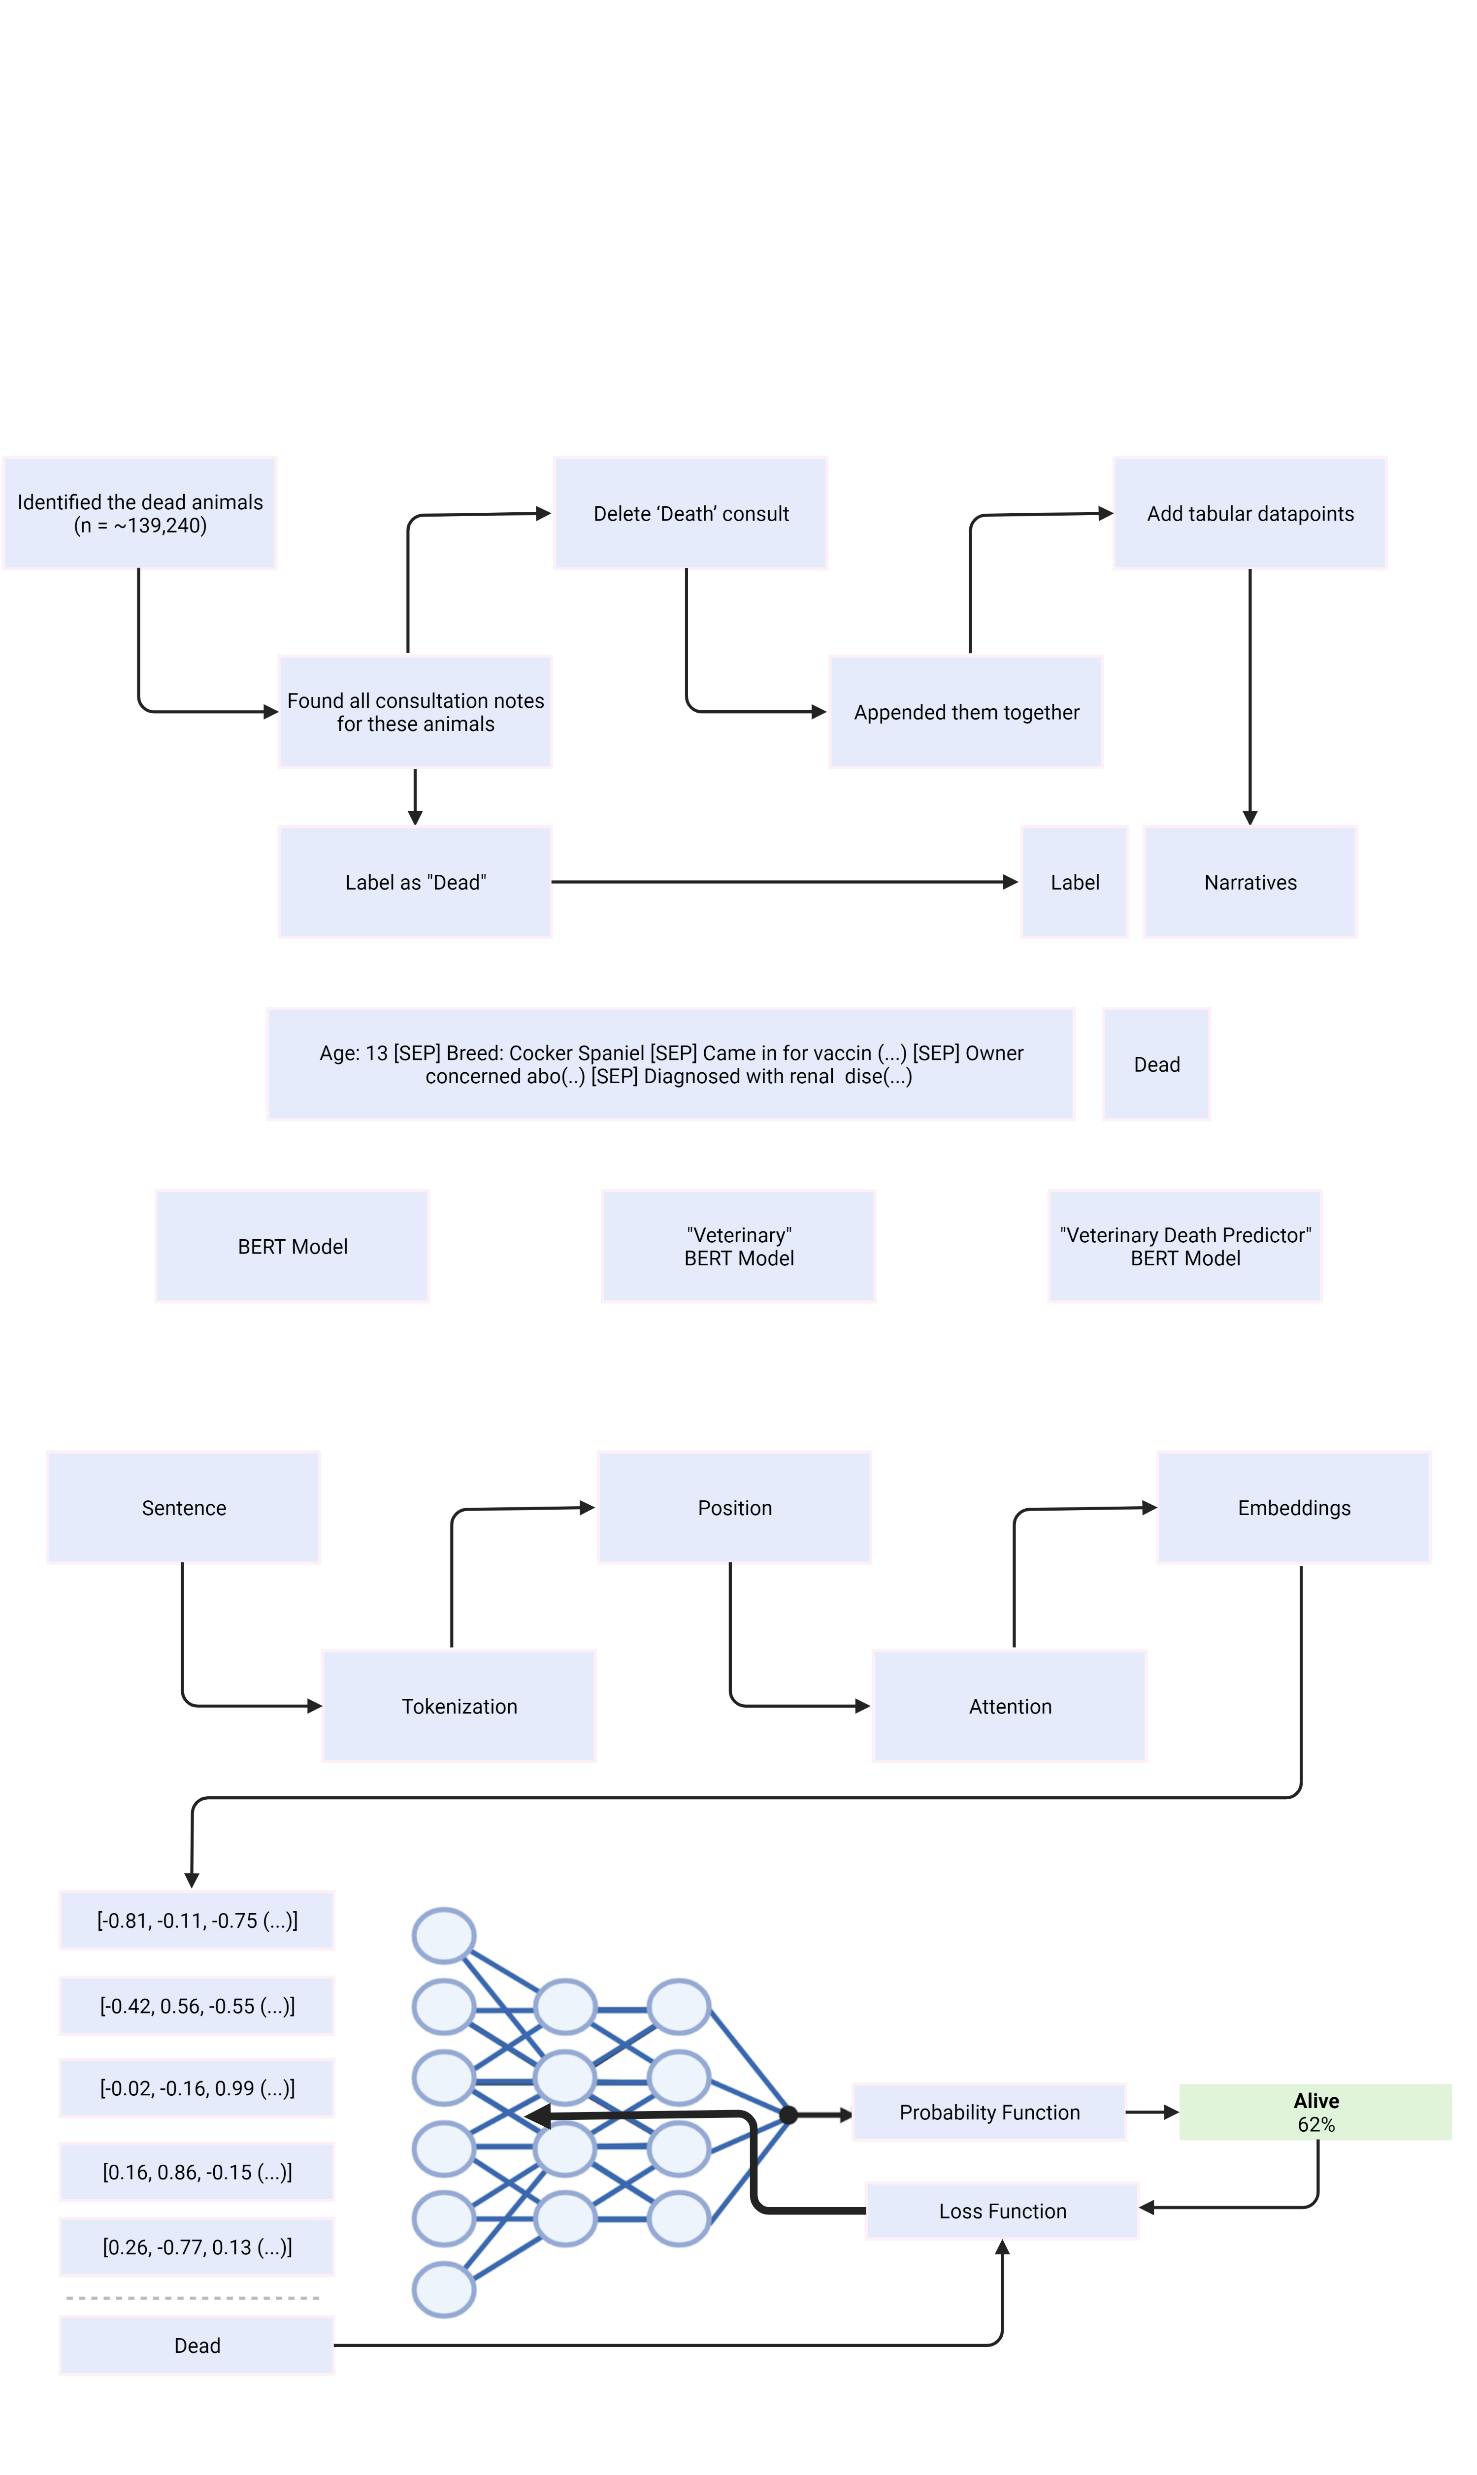 Identified the dead animals
(n = ~139,240)
Delete ‘Death’ consult
Add tabular datapoints
Found all consultation notes
for these animals
Appended them together
Label as "Dead"
Label
Narratives
Age: 13 [SEP] Breed: Cocker Spaniel [SEP] Came in for vaccin (...) [SEP] Owner
concerned abo(..) [SEP] Diagnosed with renal  dise(...)
Dead
BERT Model
"Veterinary"
BERT Model
"Veterinary Death Predictor"
BERT Model
Sentence
Position
Embeddings
Tokenization
Attention
[-0.81, -0.11, -0.75 (...)]
[-0.42, 0.56, -0.55 (...)]
[-0.02, -0.16, 0.99 (...)]
[0.16, 0.86, -0.15 (...)]
[0.26, -0.77, 0.13 (...)]
Dead
Probability Function
Alive
62%
Loss Function